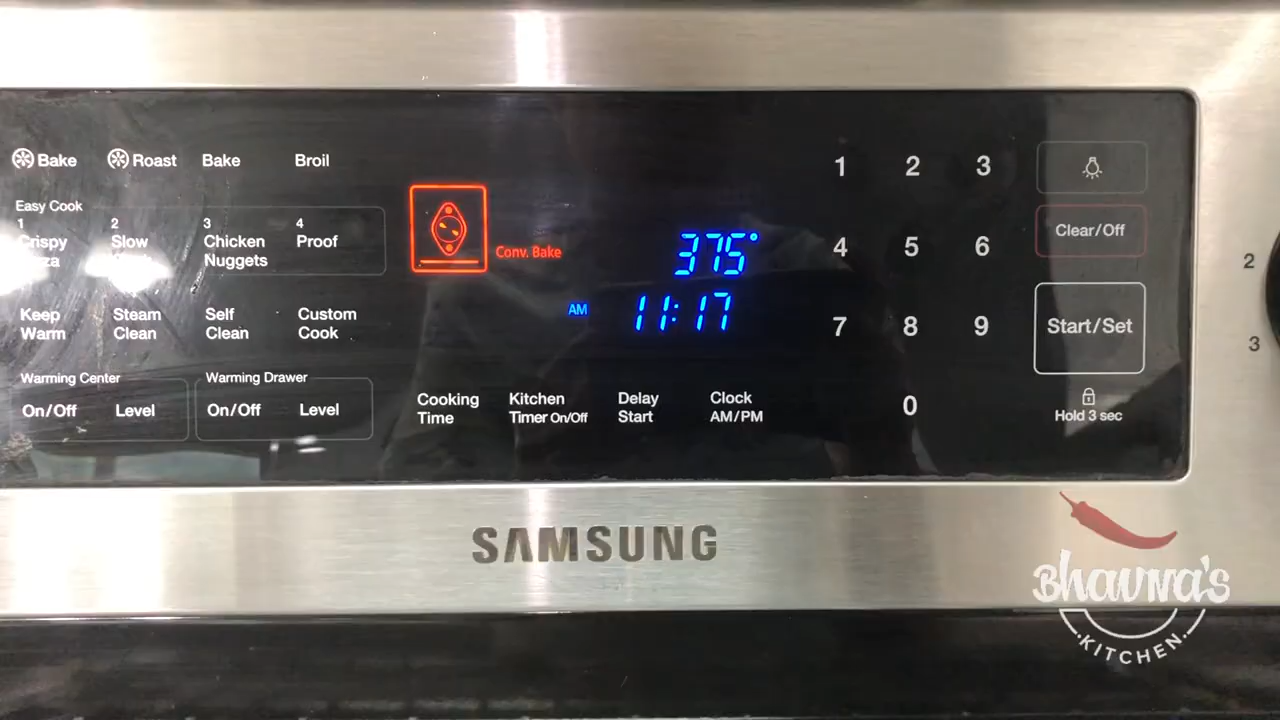 Bake Roast Bake Broil
Easy Cook
1 2 3 4
Crispy Slow Chicken Proof
Nuggets
Keep Warm
Steam Clean
Self Clean
Custom Cook
Warming Center
On/Off Level
Warming Drawer
On/Off Level
Conv. Bake
375°
AM 11:17
Cooking Time
Kitchen Timer On/Off
Delay Start
Clock AM/PM
1 2 3
4 5 6
7 8 9
0
Clear/Off
Start/Set
Hold 3 sec
2
3
SAMSUNG
Bhavna's
KITCHEN